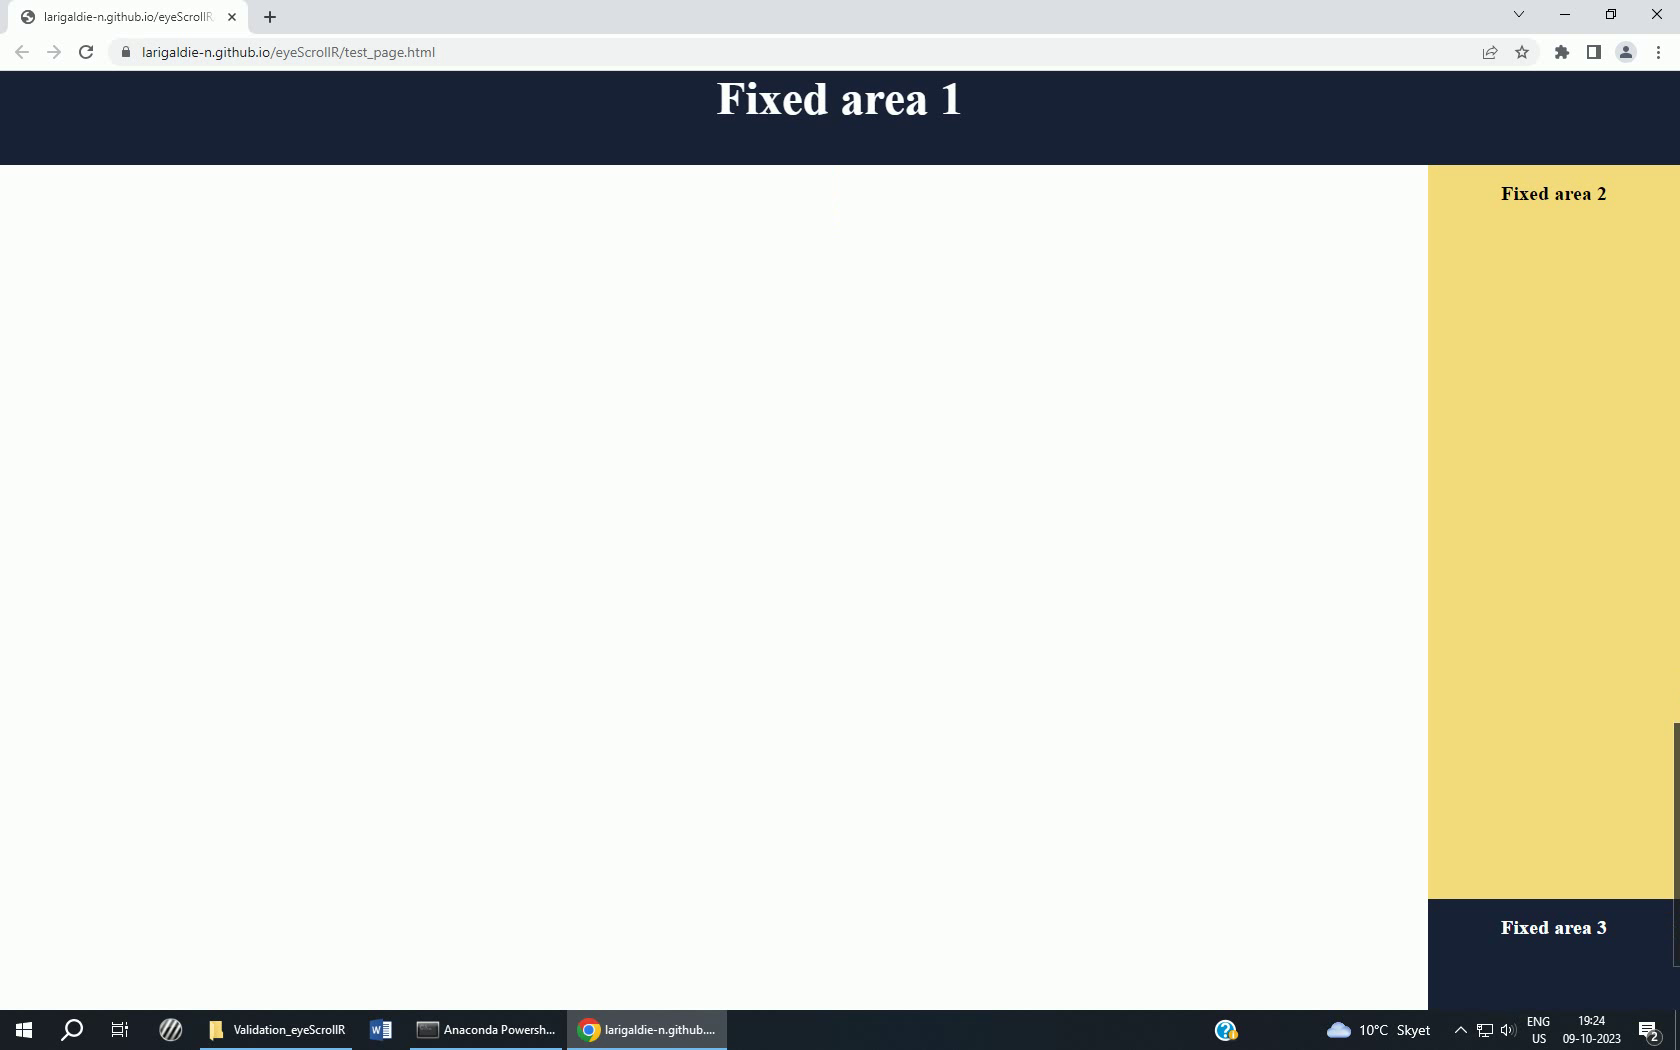 larigaldie-n.github.io/eyeScrollR
larigaldie-n.github.io/eyeScrollR/test_page.html
Fixed area 1
Fixed area 2
Fixed area 3
Validation_eyeScrollR
Anaconda Powersh...
larigaldie-n.github....
10°C Skyet
ENG
US
19:24
09-10-2023
2